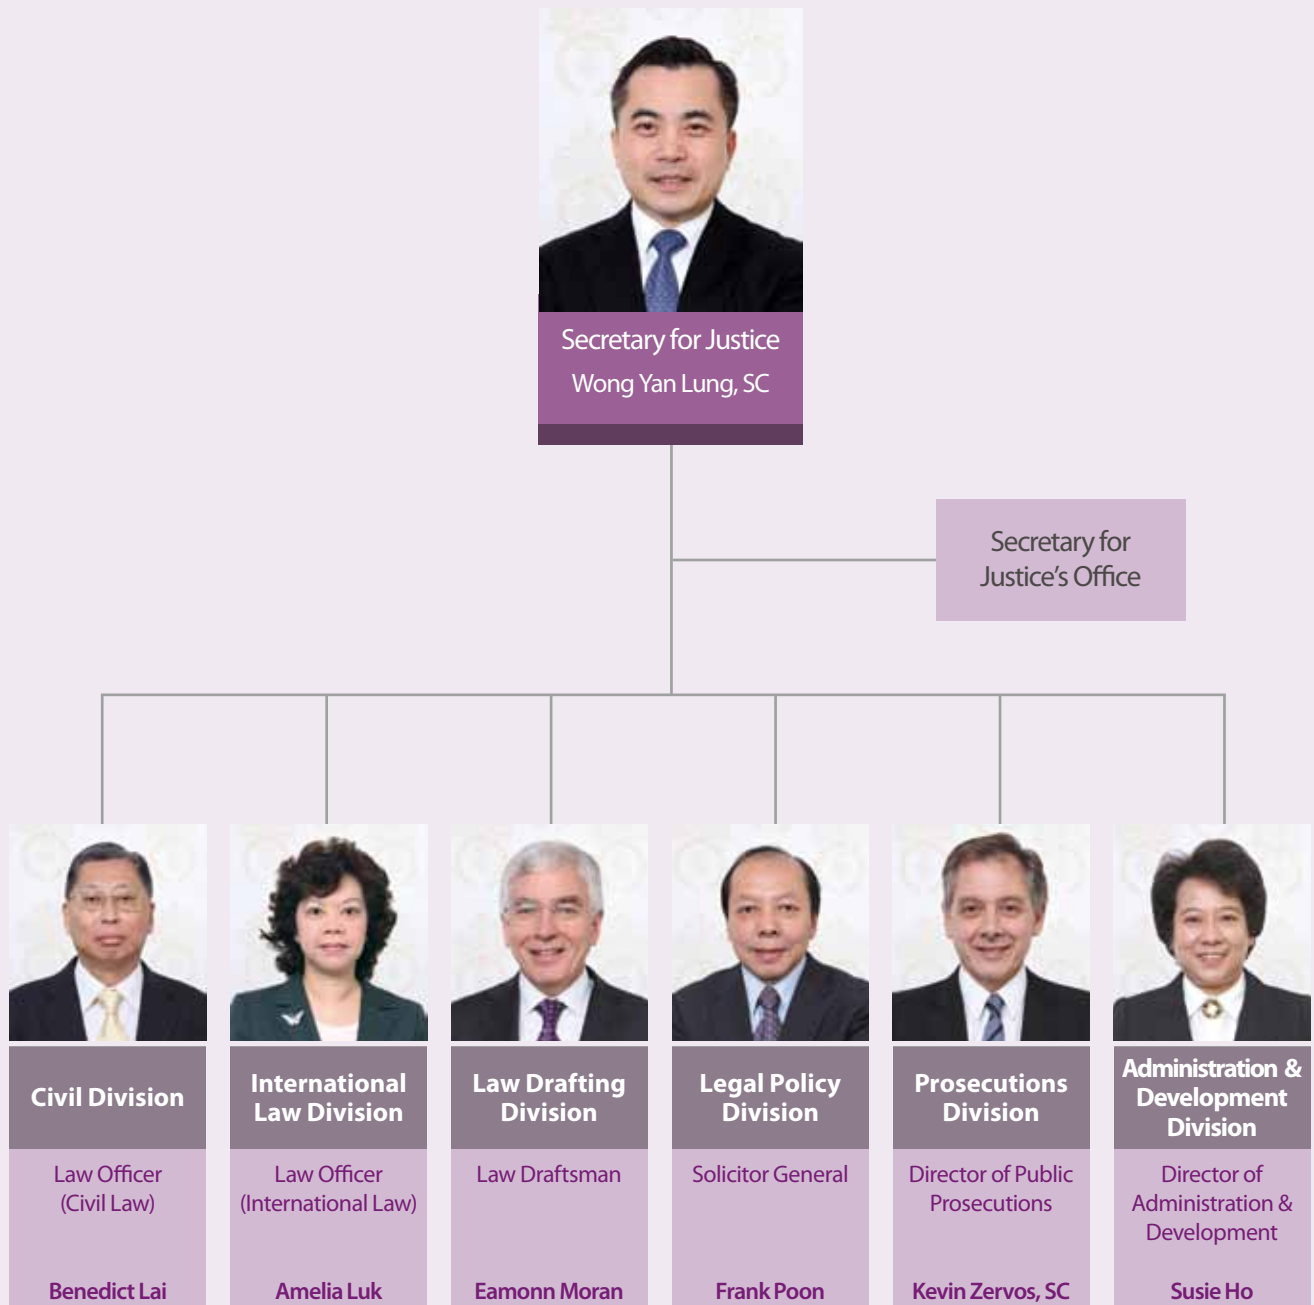 Secretary for Justice
Wong Yan Lung, SC
Secretary for
Justice's Office
Civil Division
Law Officer
(Civil Law)
Benedict Lai
International
Law Division
Law Officer
(International Law)
Amelia Luk
Law Drafting
Division
Law Draftsman
Eamonn Moran
Legal Policy
Division
Solicitor General
Frank Poon
Prosecutions
Division
Director of Public
Prosecutions
Kevin Zervos, SC
Administration &
Development
Division
Director of
Administration &
Development
Susie Ho